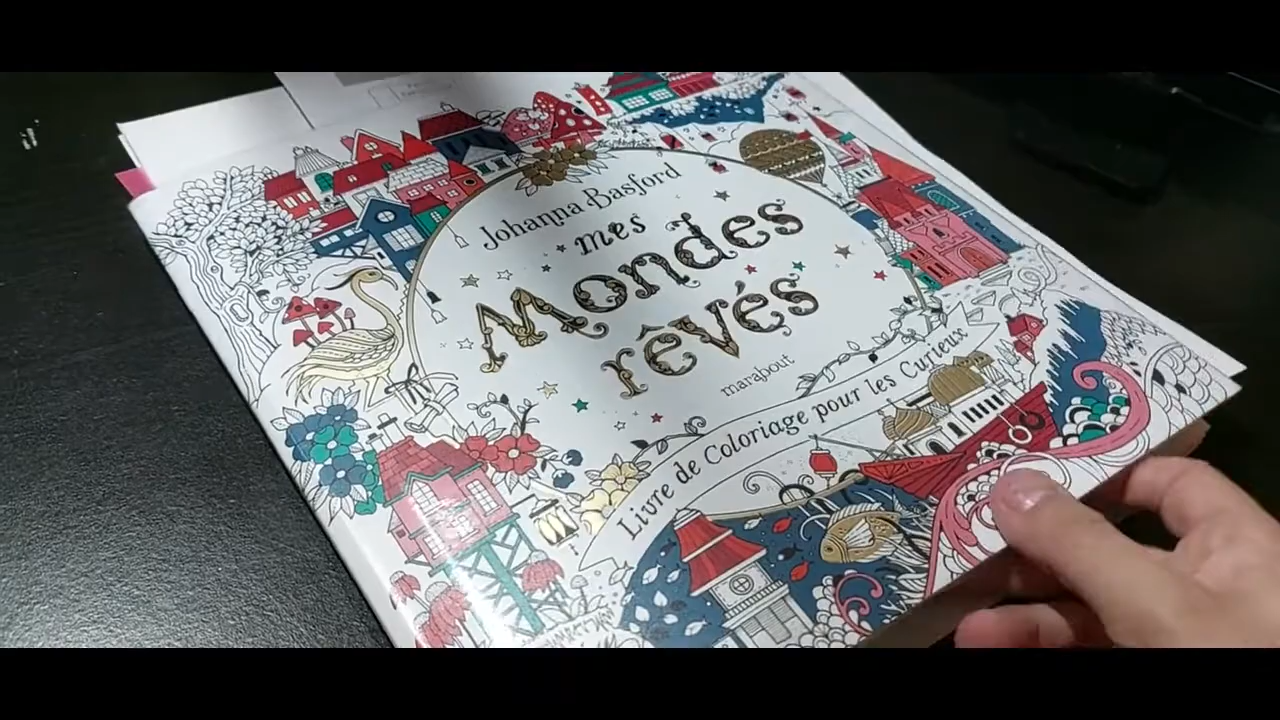 Johanna Basford
mes
Mondes
rêvés
marabout
Livre de Coloriage pour les Curieux